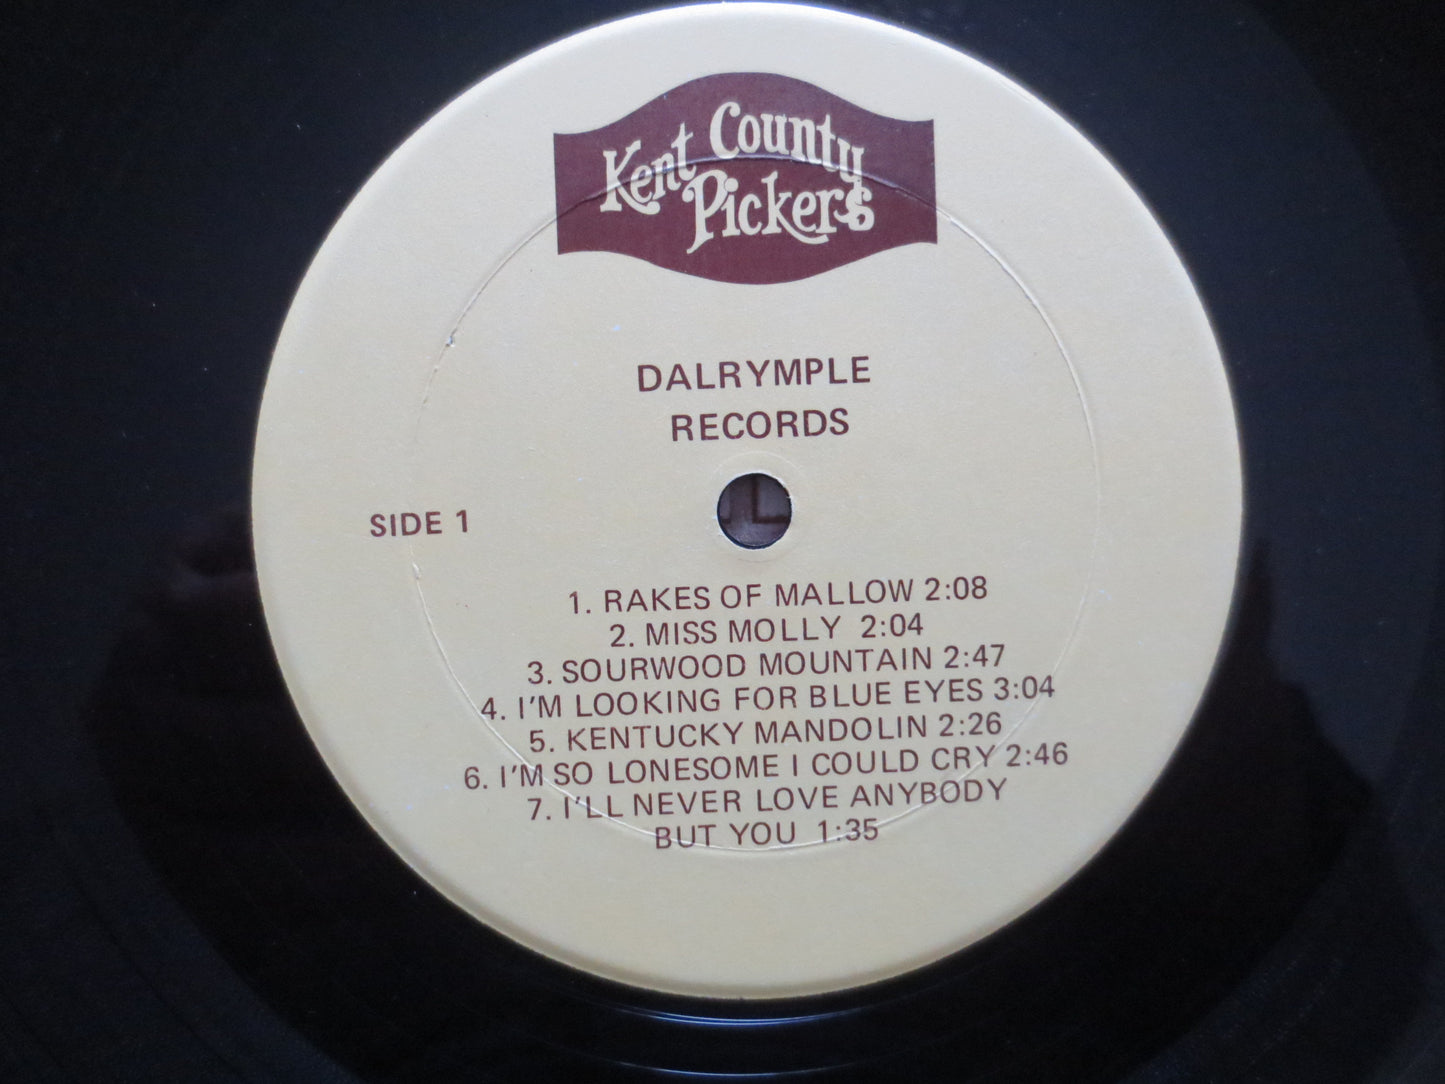 Kent County
Pickers
DALRYMPLE
RECORDS
SIDE 1
1. RAKES OF MALLOW 2:08
2. MISS MOLLY 2:04
3. SOURWOOD MOUNTAIN 2:47
4. I'M LOOKING FOR BLUE EYES 3:04
5. KENTUCKY MANDOLIN 2:26
6. I'M SO LONESOME I COULD CRY 2:46
7. I'LL NEVER LOVE ANYBODY
BUT YOU 1:35